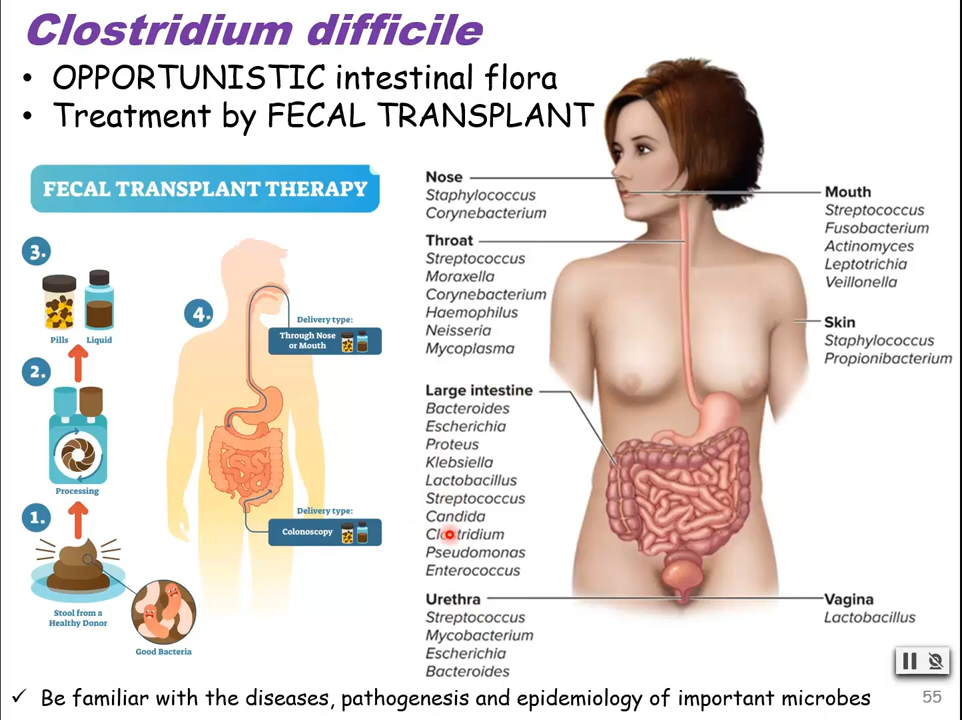 Clostridium difficile
• OPPORTUNISTIC intestinal flora
• Treatment by FECAL TRANSPLANT
FECAL TRANSPLANT THERAPY
3.
Pills
Liquid
2.
Processing
1.
Stool from a
Healthy Donor
Good Bacteria
4.
Delivery type:
Through Nose
or Mouth
Delivery type:
Colonoscopy
Nose
Staphylococcus
Corynebacterium
Throat
Streptococcus
Moraxella
Corynebacterium
Haemophilus
Neisseria
Mycoplasma
Large intestine
Bacteroides
Escherichia
Proteus
Klebsiella
Lactobacillus
Streptococcus
Candida
Clostridium
Pseudomonas
Enterococcus
Urethra
Streptococcus
Mycobacterium
Escherichia
Bacteroides
Mouth
Streptococcus
Fusobacterium
Actinomyces
Leptotrichia
Veillonella
Skin
Staphylococcus
Propionibacterium
Vagina
Lactobacillus
✓ Be familiar with the diseases, pathogenesis and epidemiology of important microbes
55